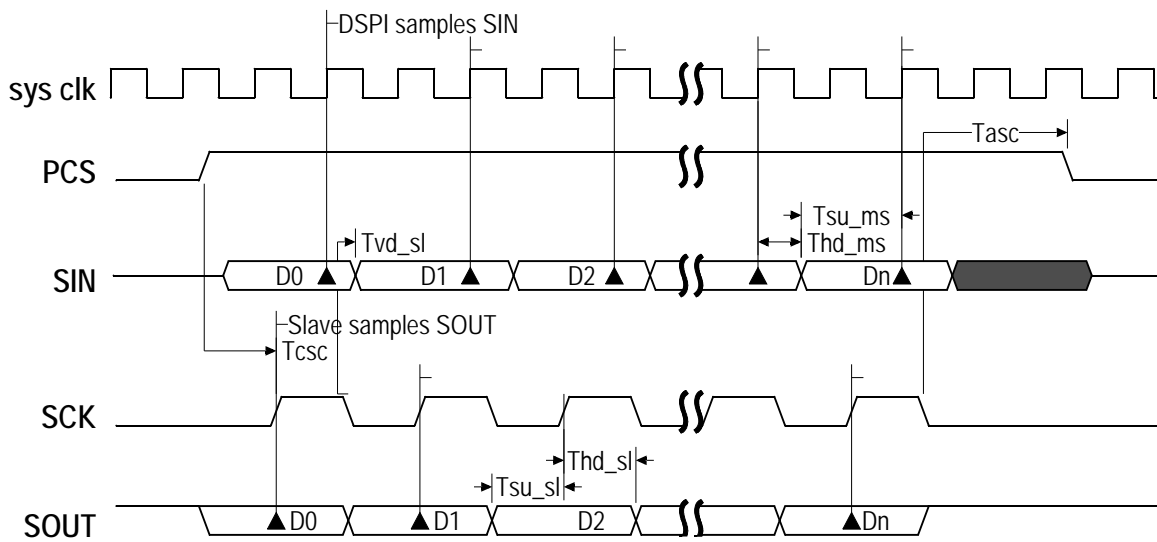 DSPI samples SIN
sys clk
Tasc
PCS
Tsu_ms
Tvd_sl
Thd_ms
SIN
D0
D1
D2
Dn
Slave samples SOUT
Tcsc
SCK
Thd_sl
Tsu_sl
SOUT
D0
D1
D2
Dn